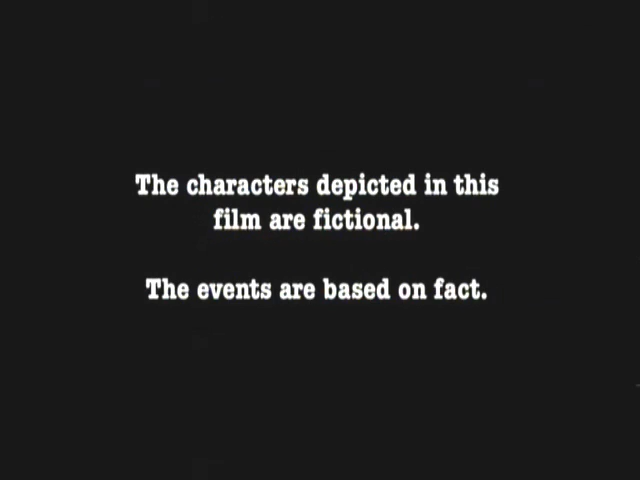 The characters depicted in this
film are fictional.
The events are based on fact.